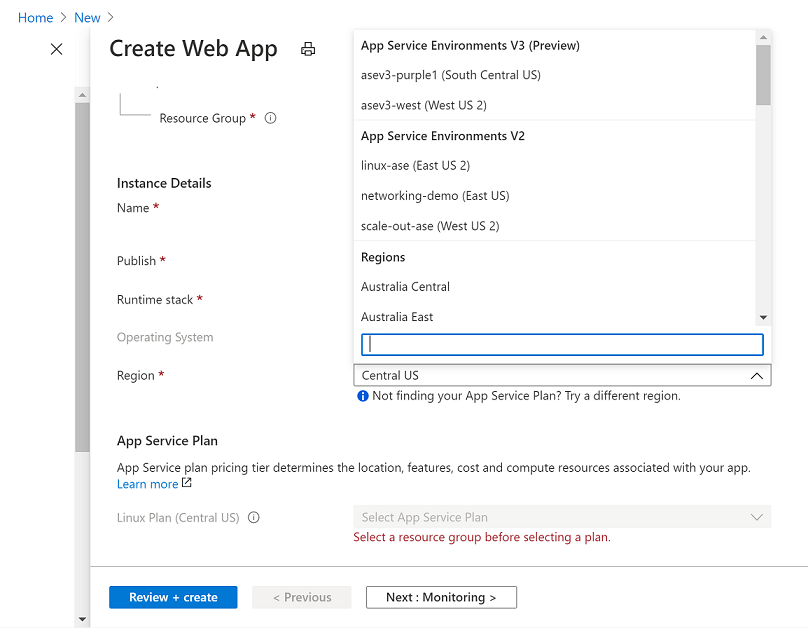 Home > New >
Create Web App
Resource Group *
Instance Details
Name *
Publish *
Runtime stack *
Operating System
Region *
App Service Environments V3 (Preview)
asev3-purple1 (South Central US)
asev3-west (West US 2)
App Service Environments V2
linux-ase (East US 2)
networking-demo (East US)
scale-out-ase (West US 2)
Regions
Australia Central
Australia East
Central US
Not finding your App Service Plan? Try a different region.
App Service Plan
App Service plan pricing tier determines the location, features, cost and compute resources associated with your app.
Learn more
Linux Plan (Central US)
Select App Service Plan
Select a resource group before selecting a plan.
Review + create
< Previous
Next : Monitoring >